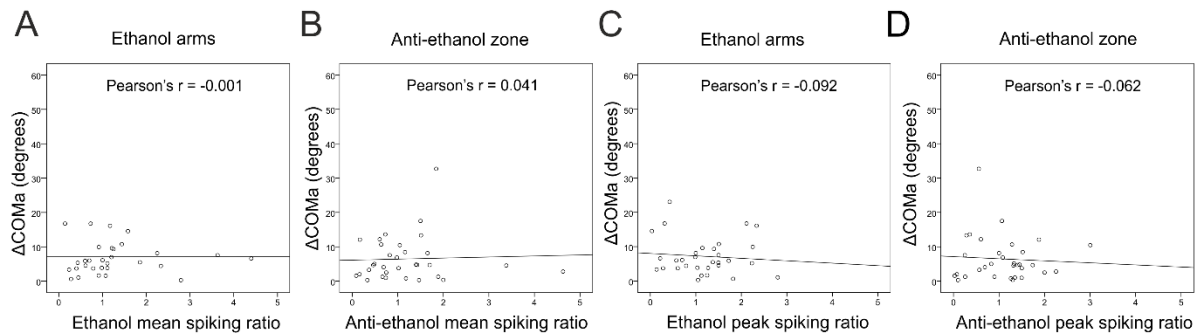 A
Ethanol arms
Pearson's r = -0.001
ΔCOMa (degrees)
60
50
40
30
20
10
0
0 1 2 3 4 5
Ethanol mean spiking ratio
B
Anti-ethanol zone
Pearson's r = 0.041
ΔCOMa (degrees)
60
50
40
30
20
10
0
0 1 2 3 4 5
Anti-ethanol mean spiking ratio
C
Ethanol arms
Pearson's r = -0.092
ΔCOMa (degrees)
60
50
40
30
20
10
0
0 1 2 3 4 5
Ethanol peak spiking ratio
D
Anti-ethanol zone
Pearson's r = -0.062
ΔCOMa (degrees)
60
50
40
30
20
10
0
0 1 2 3 4 5
Anti-ethanol peak spiking ratio